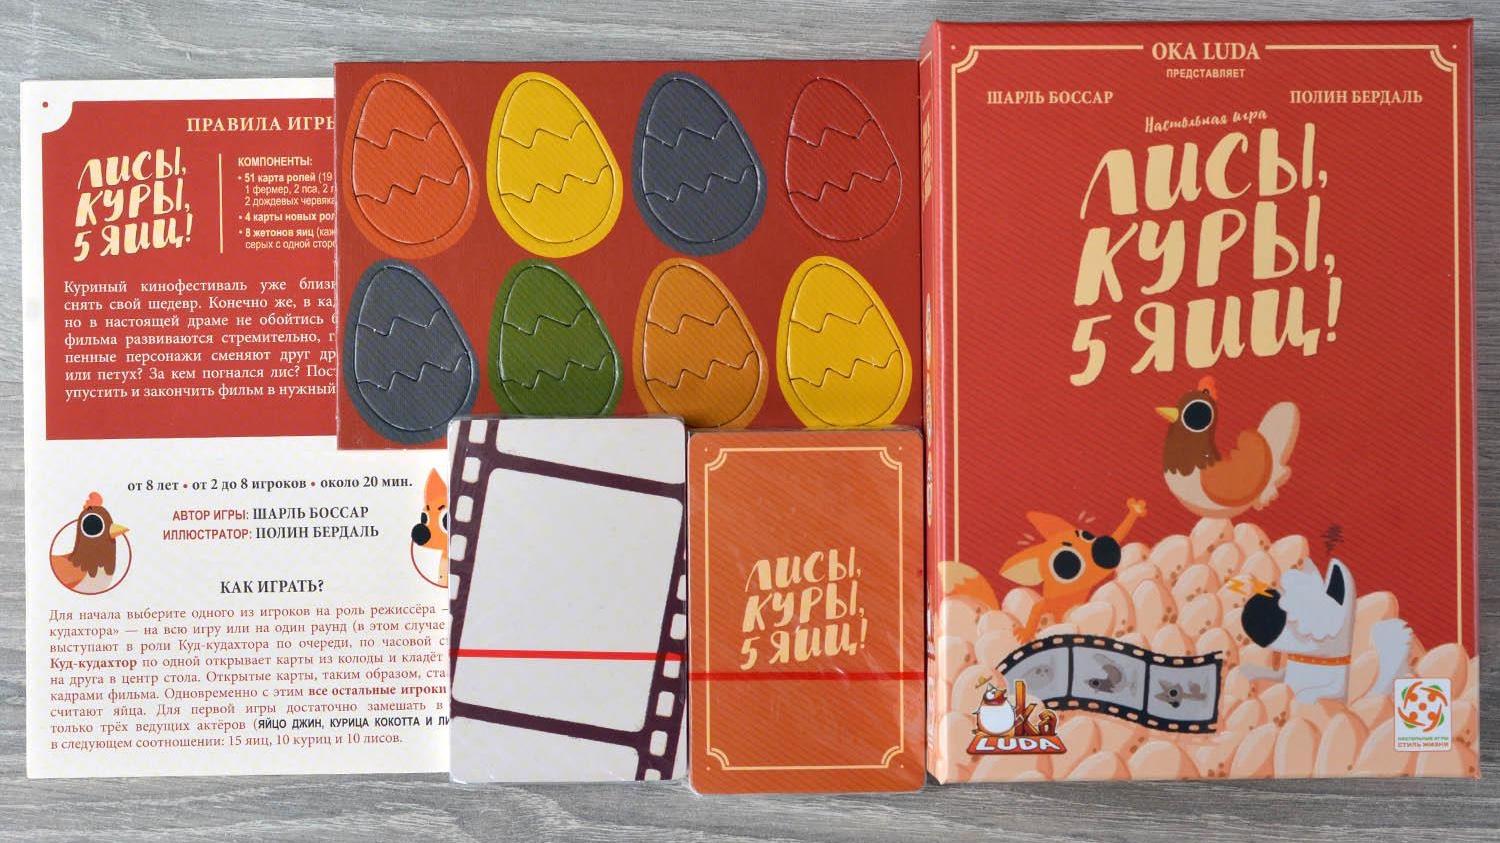 ПРАВИЛА ИГРЫ
ЛИСЫ,
КУРЫ,
5 ЯИЦ!
КОМПОНЕНТЫ:
• 51 карта ролей (19
1 фермер, 2 пса, 2
2 дождевых червяка
• 4 карты новых
• 8 жетонов яиц
серых с одной
Куриный кинофестиваль уже
снять свой шедевр. Конечно же, в
но в настоящей драме не обойтись
фильма развиваются стремительно,
пенные персонажи сменяют друг
или петух? За кем погнался лис?
упустить и закончить фильм в нужный
от 8 лет • от 2 до 8 игроков • около 20 мин.
АВТОР ИГРЫ: ШАРЛЬ БОССАР
ИЛЛЮСТРАТОР: ПОЛИН БЕРДАЛЬ
КАК ИГРАТЬ?
Для начала выберите одного из игроков на роль режиссёра –
кудахтора» — на всю игру или на один раунд (в этом случае
выступают в роли Куд-кудахтора по очереди, по часовой
Куд-кудахтор по одной открывает карты из колоды и кладёт
на друга в центр стола. Открытые карты, таким образом,
кадрами фильма. Одновременно с этим все остальные игроки
считают яйца. Для первой игры достаточно замешать в
только трёх ведущих актёров (ЯЙЦО ДЖИН, КУРИЦА КОКОТТА И
в следующем соотношении: 15 яиц, 10 куриц и 10 лисов.
ЛИСЫ,
КУРЫ,
5 ЯИЦ!
OKA LUDA
ПРЕДСТАВЛЯЕТ
ШАРЛЬ БОССАР
ПОЛИН БЕРДАЛЬ
Настольная игра
ЛИСЫ,
КУРЫ,
5 ЯИЦ!
Oka
LUDA
НАСТОЛЬНЫЕ ИГРЫ
СТИЛЬ ЖИЗНИ